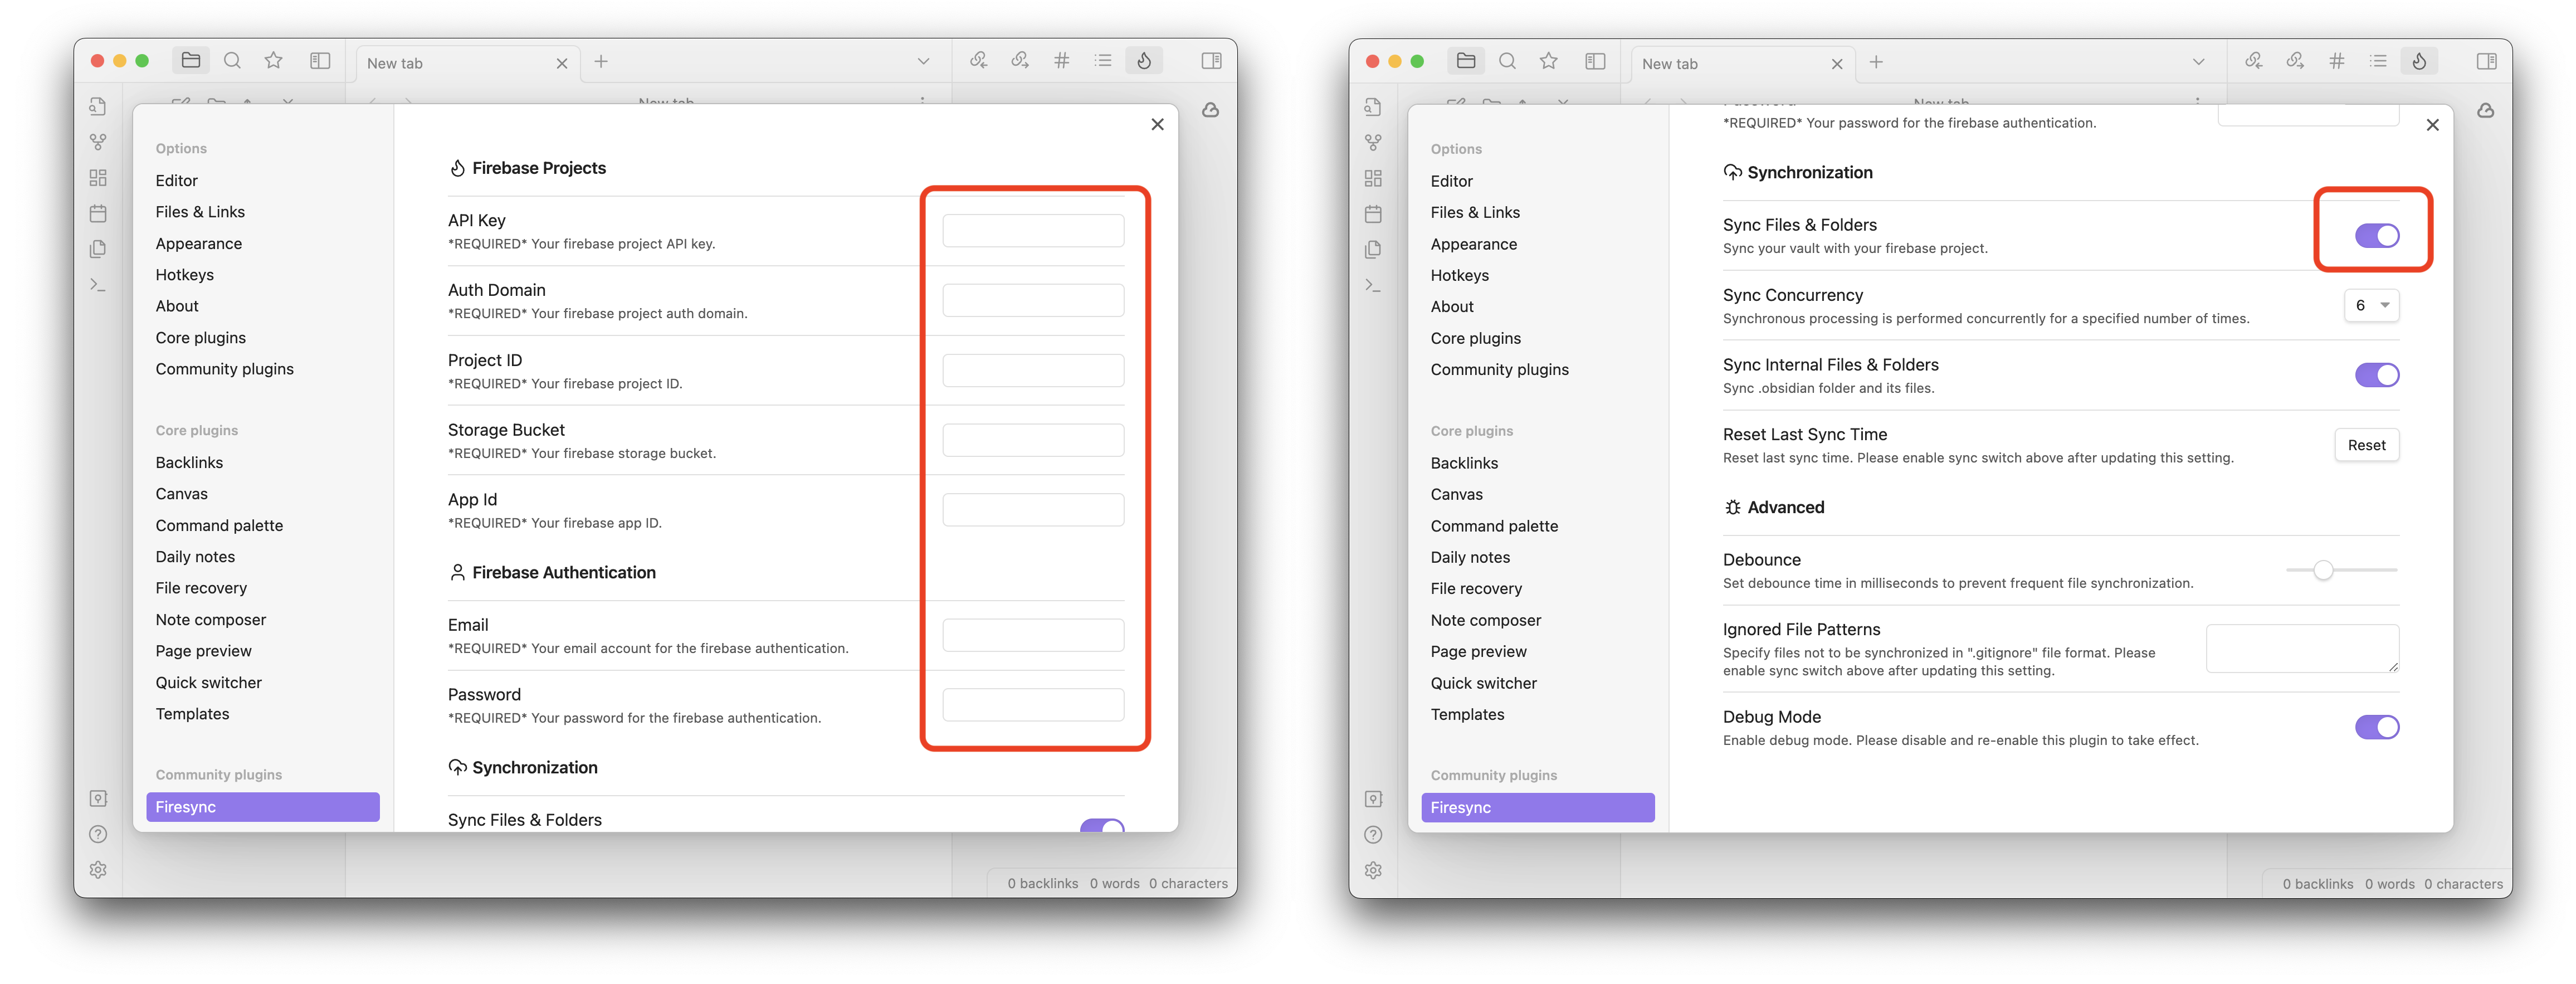 New tab
New tab
Options
Editor
Files & Links
Appearance
Hotkeys
About
Core plugins
Community plugins
Core plugins
Backlinks
Canvas
Command palette
Daily notes
File recovery
Note composer
Page preview
Quick switcher
Templates
Community plugins
Firesync
Firebase Projects
API Key
*REQUIRED* Your firebase project API key.
Auth Domain
*REQUIRED* Your firebase project auth domain.
Project ID
*REQUIRED* Your firebase project ID.
Storage Bucket
*REQUIRED* Your firebase storage bucket.
App Id
*REQUIRED* Your firebase app ID.
Firebase Authentication
Email
*REQUIRED* Your email account for the firebase authentication.
Password
*REQUIRED* Your password for the firebase authentication.
Synchronization
Sync Files & Folders
0 backlinks 0 words 0 characters
New tab
New tab
Options
Editor
Files & Links
Appearance
Hotkeys
About
Core plugins
Community plugins
Core plugins
Backlinks
Canvas
Command palette
Daily notes
File recovery
Note composer
Page preview
Quick switcher
Templates
Community plugins
Firesync
Password
*REQUIRED* Your password for the firebase authentication.
Synchronization
Sync Files & Folders
Sync your vault with your firebase project.
Sync Concurrency
Synchronous processing is performed concurrently for a specified number of times.
6
Sync Internal Files & Folders
Sync .obsidian folder and its files.
Reset Last Sync Time
Reset last sync time. Please enable sync switch above after updating this setting.
Reset
Advanced
Debounce
Set debounce time in milliseconds to prevent frequent file synchronization.
Ignored File Patterns
Specify files not to be synchronized in ".gitignore" file format. Please
enable sync switch above after updating this setting.
Debug Mode
Enable debug mode. Please disable and re-enable this plugin to take effect.
0 backlinks 0 words 0 characters